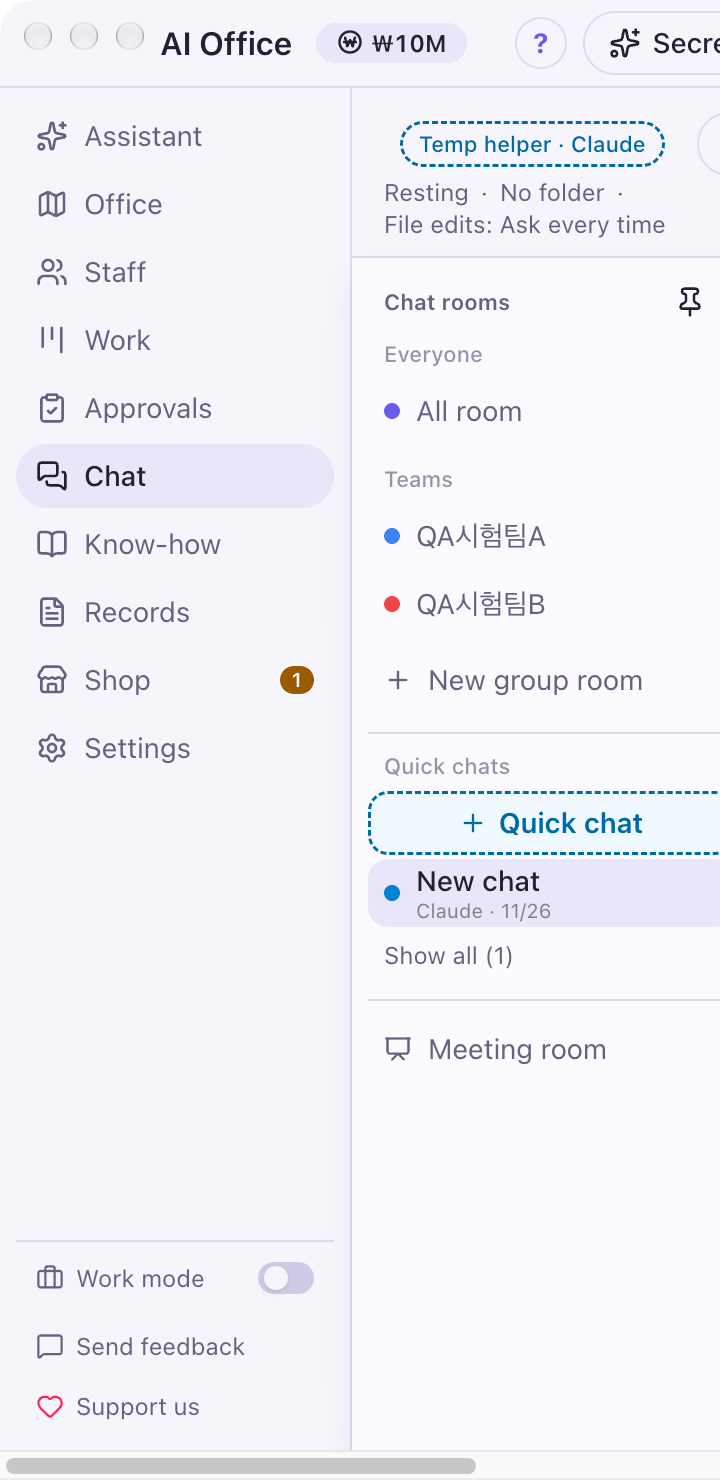 AI Office
₩10M
?
Assistant
Office
Staff
Work
Approvals
Chat
Know-how
Records
Shop
1
Settings
Work mode
Send feedback
Support us
Temp helper · Claude
Resting · No folder ·
File edits: Ask every time
Chat rooms
Everyone
All room
Teams
QA시험팀A
QA시험팀B
+ New group room
Quick chats
+ Quick chat
New chat
Claude · 11/26
Show all (1)
Meeting room